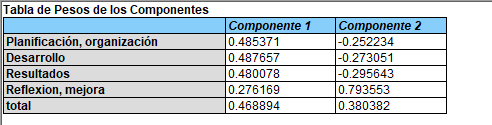 Tabla de Pesos de los Componentes
Componente 1 Componente 2
Planificación, organización 0.485371 -0.252234
Desarrollo 0.487657 -0.273051
Resultados 0.480078 -0.295643
Reflexion, mejora 0.276169 0.793553
total 0.468894 0.380382